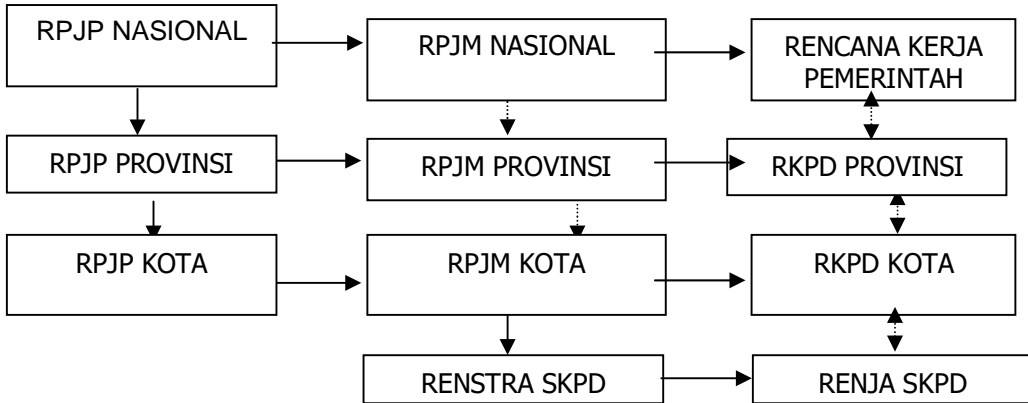 RPJP NASIONAL
RPJM NASIONAL
RENCANA KERJA
PEMERINTAH
RPJP PROVINSI
RPJM PROVINSI
RKPD PROVINSI
RPJP KOTA
RPJM KOTA
RKPD KOTA
RENSTRA SKPD
RENJA SKPD